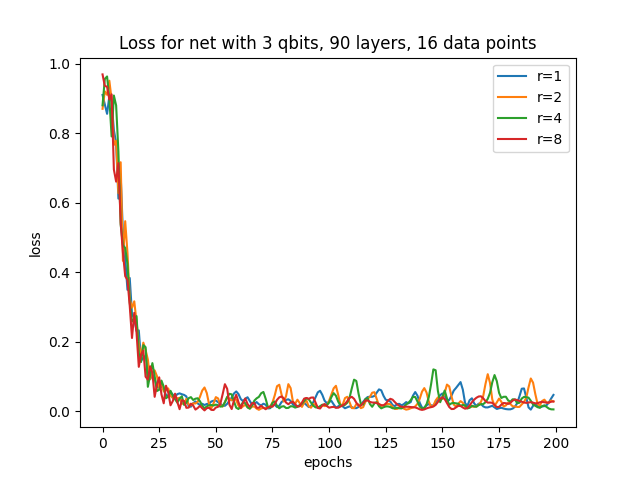 Loss for net with 3 qbits, 90 layers, 16 data points
1.0
0.8
0.6
0.4
0.2
0.0
loss
r=1
r=2
r=4
r=8
0 25 50 75 100 125 150 175 200
epochs